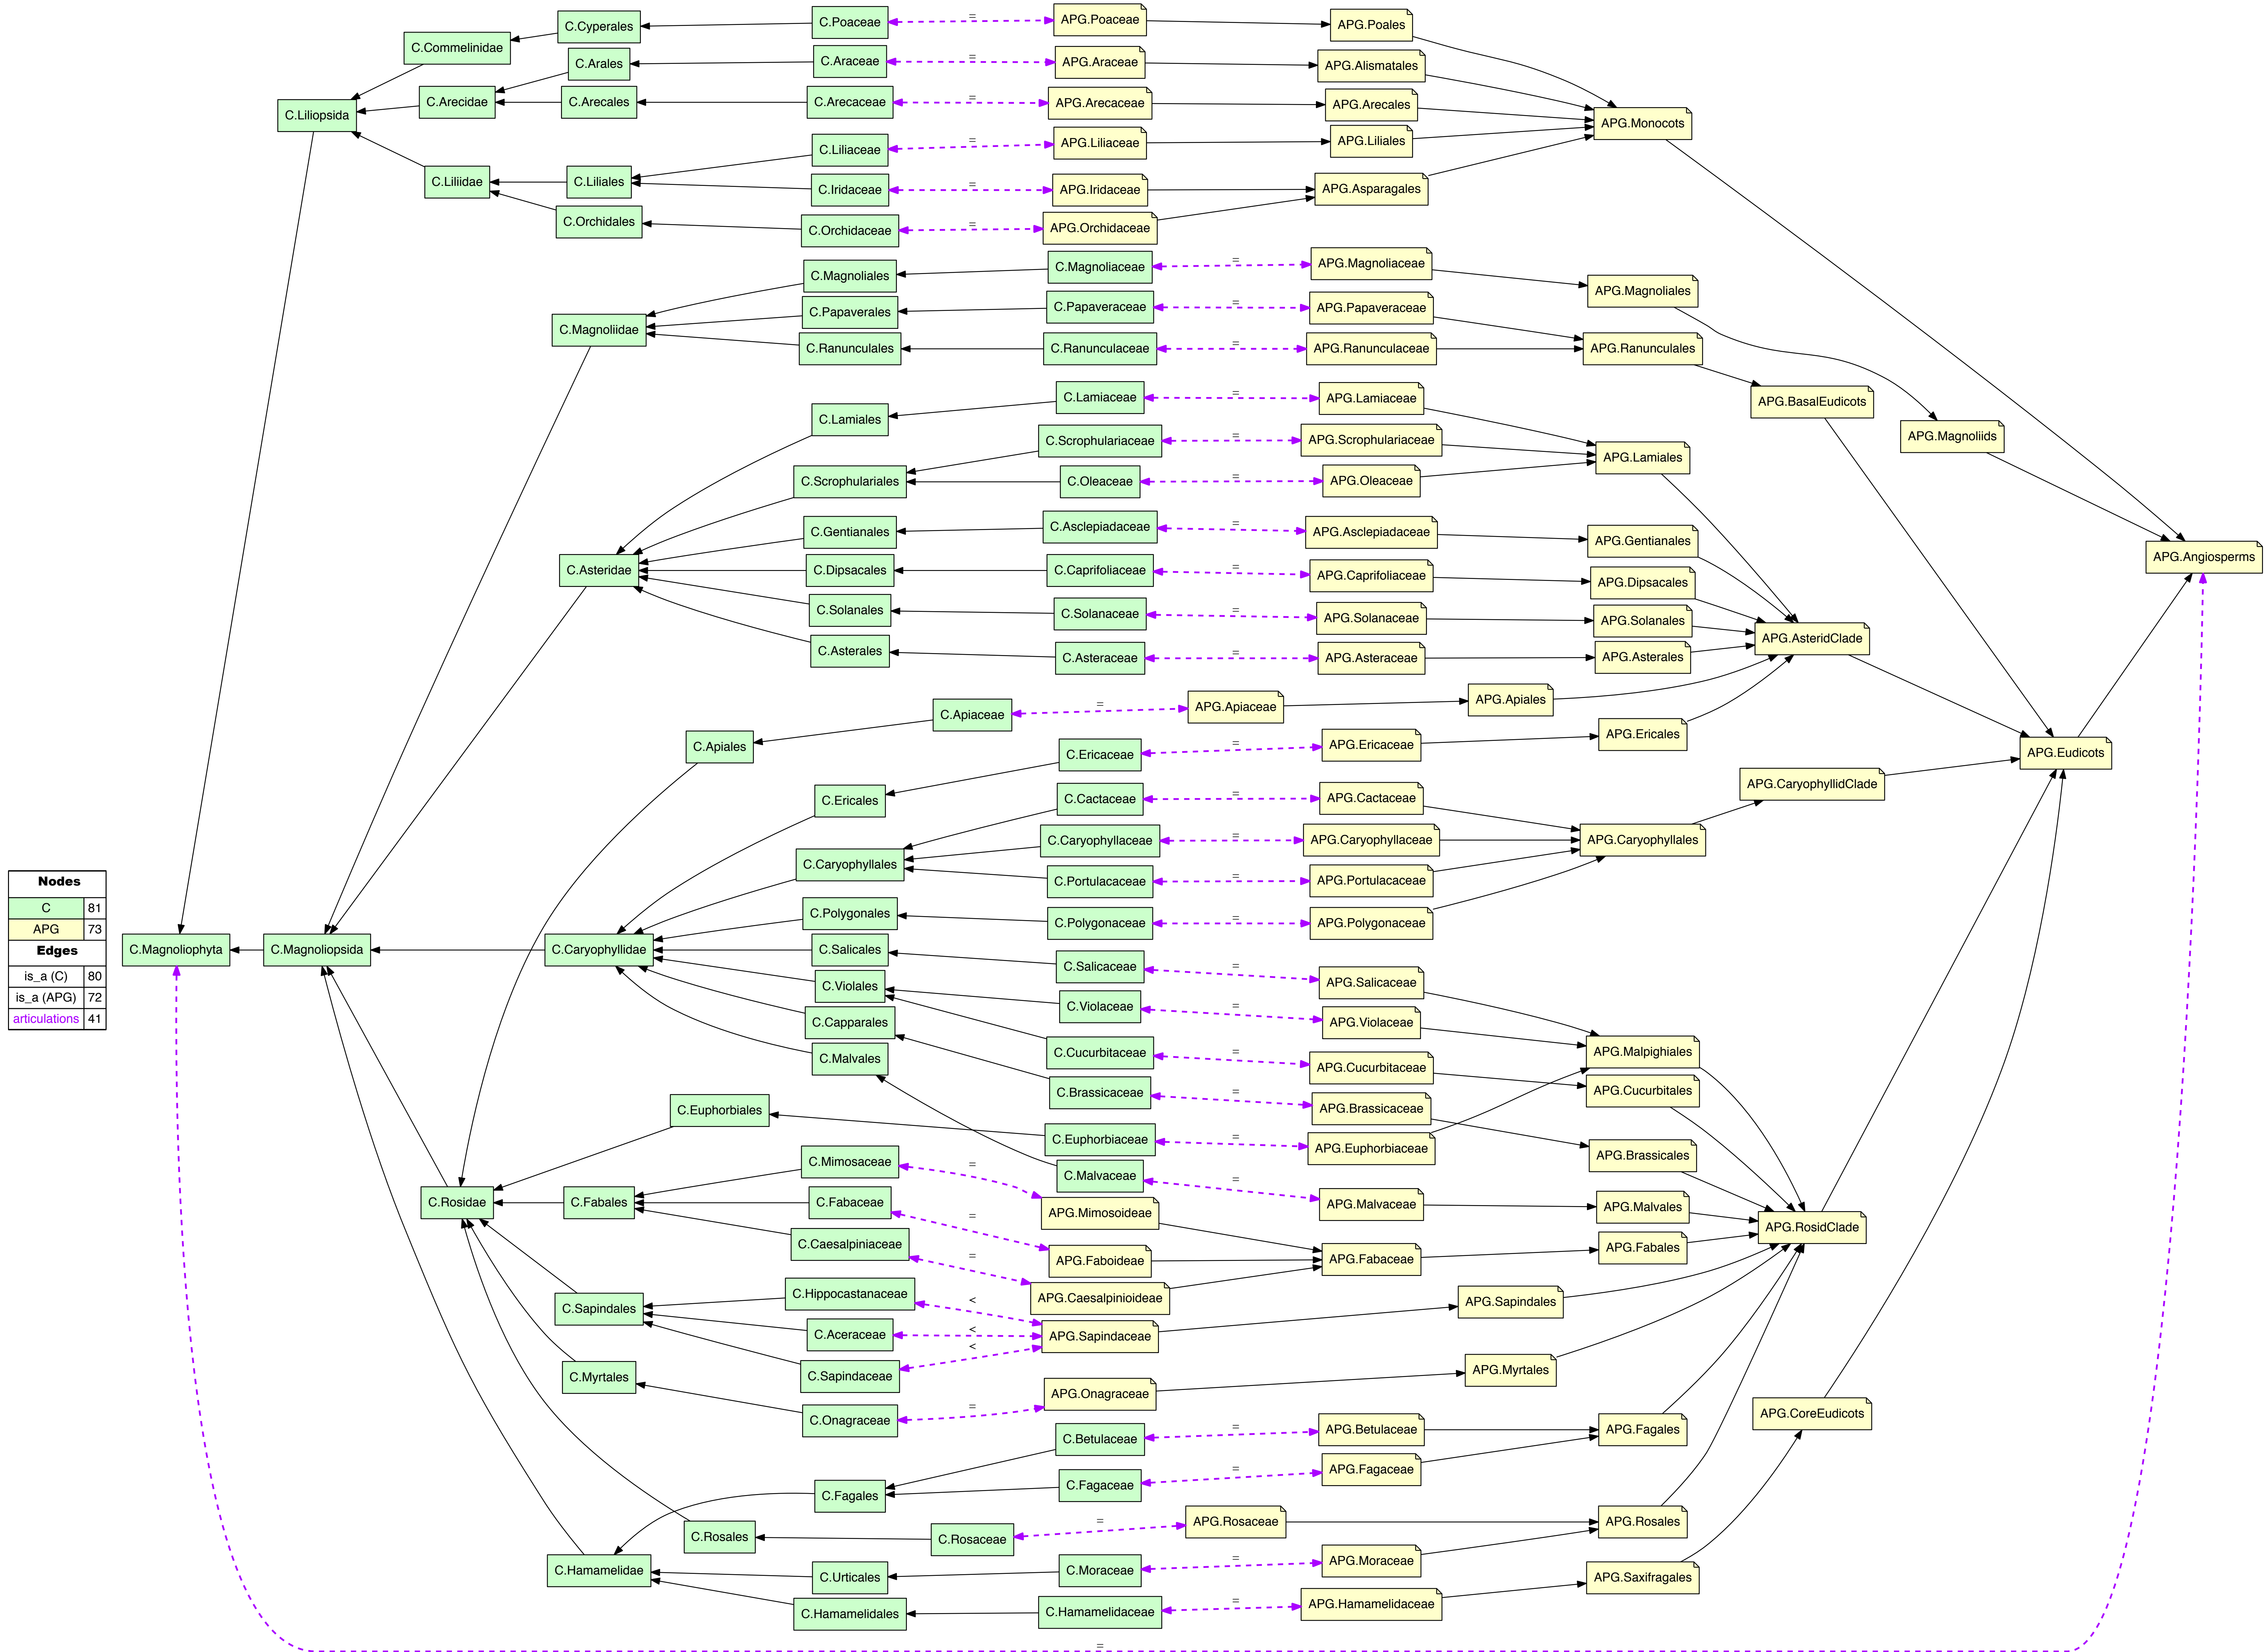 C.Poaceae = APG.Poaceae APG.Poales
C.Cyperales
C.Commelinidae
C.Arales C.Araceae = APG.Araceae APG.Alismatales
C.Liliopsida C.Arecidae C.Arecales C.Arecaceae = APG.Arecaceae APG.Arecales
APG.Monocots
C.Liliaceae = APG.Liliaceae APG.Liliales
C.Liliidae C.Liliales C.Iridaceae = APG.Iridaceae APG.Asparagales
C.Orchidales C.Orchidaceae = APG.Orchidaceae
C.Magnoliales C.Magnoliaceae = APG.Magnoliaceae APG.Magnoliales
C.Magnoliidae C.Papaverales C.Papaveraceae = APG.Papaveraceae
C.Ranunculales C.Ranunculaceae = APG.Ranunculaceae APG.Ranunculales
C.Lamiales C.Lamiaceae = APG.Lamiaceae APG.BasalEudicots
C.Scrophulariaceae = APG.Scrophulariaceae APG.Lamiales APG.Magnoliids
C.Scrophulariales C.Oleaceae = APG.Oleaceae
C.Gentianales C.Asclepiadaceae = APG.Asclepiadaceae APG.Gentianales
APG.Angiosperms
C.Asteridae C.Dipsacales C.Caprifoliaceae = APG.Caprifoliaceae APG.Dipsacales
C.Solanales C.Solanaceae = APG.Solanaceae APG.Solanales
APG.AsteridClade
C.Asterales C.Asteraceae = APG.Asteraceae APG.Asterales
C.Apiaceae = APG.Apiaceae APG.Apiales
C.Apiales C.Ericaceae = APG.Ericaceae APG.Ericales
APG.Eudicots
C.Ericales C.Cactaceae = APG.Cactaceae APG.CaryophyllidClade
C.Caryophyllales C.Caryophyllaceae = APG.Caryophyllaceae APG.Caryophyllales
C.Portulacaceae = APG.Portulacaceae
C.Polygonales C.Polygonaceae = APG.Polygonaceae
Nodes
C 81
APG 73
Edges
is_a (C) 80
is_a (APG) 72
articulations 41
C.Magnoliophyta C.Magnoliopsida C.Caryophyllidae C.Salicales C.Salicaceae = APG.Salicaceae
C.Violales C.Violaceae = APG.Violaceae
C.Capparales
C.Malvales C.Cucurbitaceae = APG.Cucurbitaceae APG.Malpighiales
APG.Cucurbitales
C.Euphorbiales C.Brassicaceae = APG.Brassicaceae
C.Euphorbiaceae = APG.Euphorbiaceae APG.Brassicales
C.Mimosaceae = APG.Mimosoideae
C.Malvaceae = APG.Malvaceae APG.Malvales
C.Rosidae C.Fabales C.Fabaceae = APG.Faboideae APG.Fabaceae APG.Fabales APG.RosidClade
C.Caesalpiniaceae = APG.Caesalpinioideae
C.Sapindales C.Hippocastanaceae < APG.Sapindaceae APG.Sapindales
C.Aceraceae <
C.Sapindaceae <
C.Myrtales C.Onagraceae = APG.Onagraceae APG.Myrtales
C.Betulaceae = APG.Betulaceae APG.Fagales APG.CoreEudicots
C.Fagales C.Fagaceae = APG.Fagaceae
C.Rosales C.Rosaceae = APG.Rosaceae APG.Rosales
C.Hamamelidae C.Urticales C.Moraceae = APG.Moraceae
APG.Saxifragales
C.Hamamelidales C.Hamamelidaceae = APG.Hamamelidaceae
=